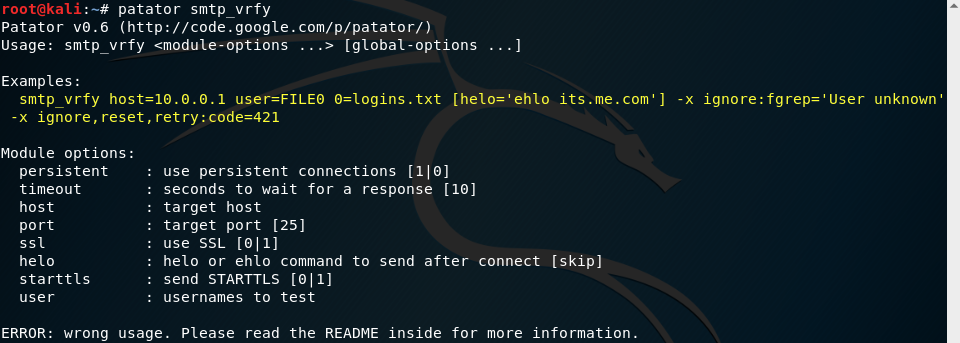 root@kali:~# patator smtp_vrfy
Patator v0.6 (http://code.google.com/p/patator/)
Usage: smtp_vrfy <module-options ...> [global-options ...]

Examples:
  smtp_vrfy host=10.0.0.1 user=FILE0 0=logins.txt [helo='ehlo its.me.com'] -x ignore:fgrep='User unknown'
 -x ignore,reset,retry:code=421

Module options:
  persistent    : use persistent connections [1|0]
  timeout       : seconds to wait for a response [10]
  host          : target host
  port          : target port [25]
  ssl           : use SSL [0|1]
  helo          : helo or ehlo command to send after connect [skip]
  starttls      : send STARTTLS [0|1]
  user          : usernames to test

ERROR: wrong usage. Please read the README inside for more information.